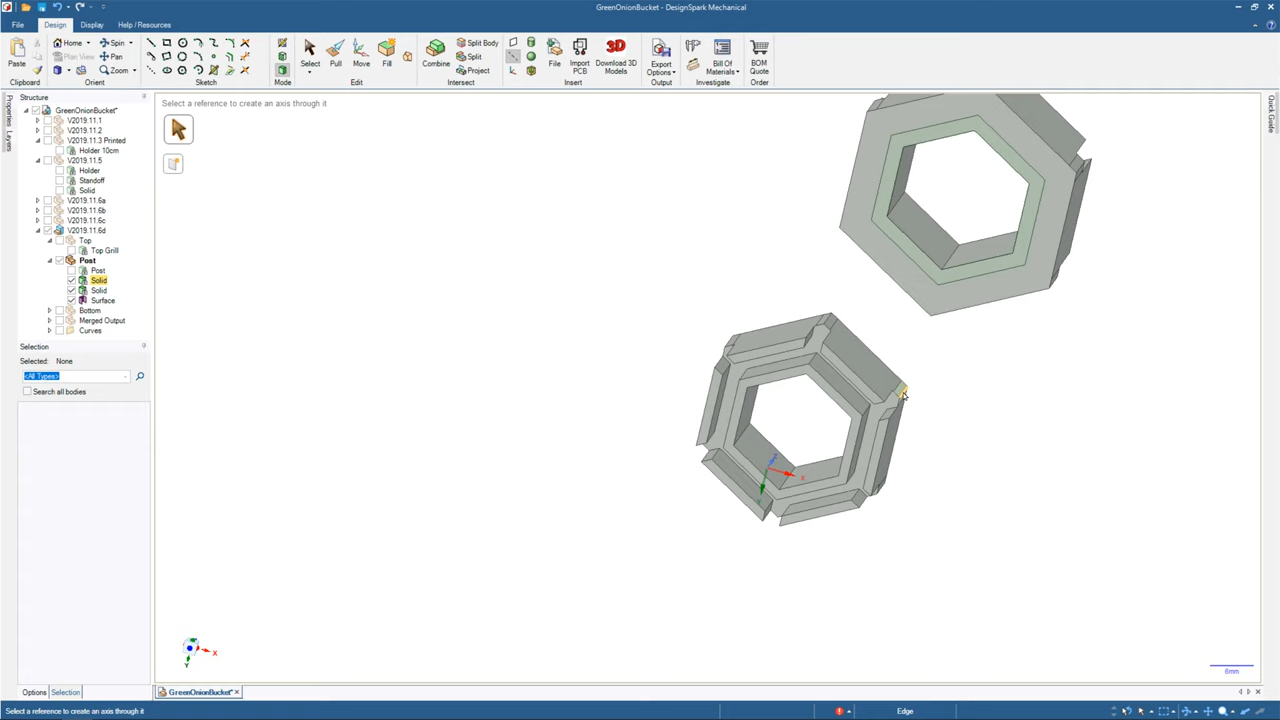 GreenOnionBucket - DesignSpark Mechanical
File
Design
Display
Help / Resources
Paste
Home
Plan View
Spin
Pan
Zoom
Select
Pull
Move
Fill
Combine
Split Body
Split
Project
File
Import PCB
Download 3D Models
Export Options
Bill Of Materials
BOM Quote
Clipboard
Orient
Sketch
Mode
Edit
Intersect
Insert
Output
Investigate
Order
Properties
Layers
Structure
GreenOnionBucket*
V2019.11.1
V2019.11.2
V2019.11.3 Printed
Holder 10cm
V2019.11.5
Holder
Standoff
Solid
V2019.11.6a
V2019.11.6b
V2019.11.6c
V2019.11.6d
Top
Top Grill
Post
Post
Solid
Solid
Surface
Bottom
Merged Output
Curves
Selection
Selected: None
<All Types>
Search all bodies
Options
Selection
Select a reference to create an axis through it
X
X
Y
6mm
Quick Guide
GreenOnionBucket*
Select a reference to create an axis through it
Edge